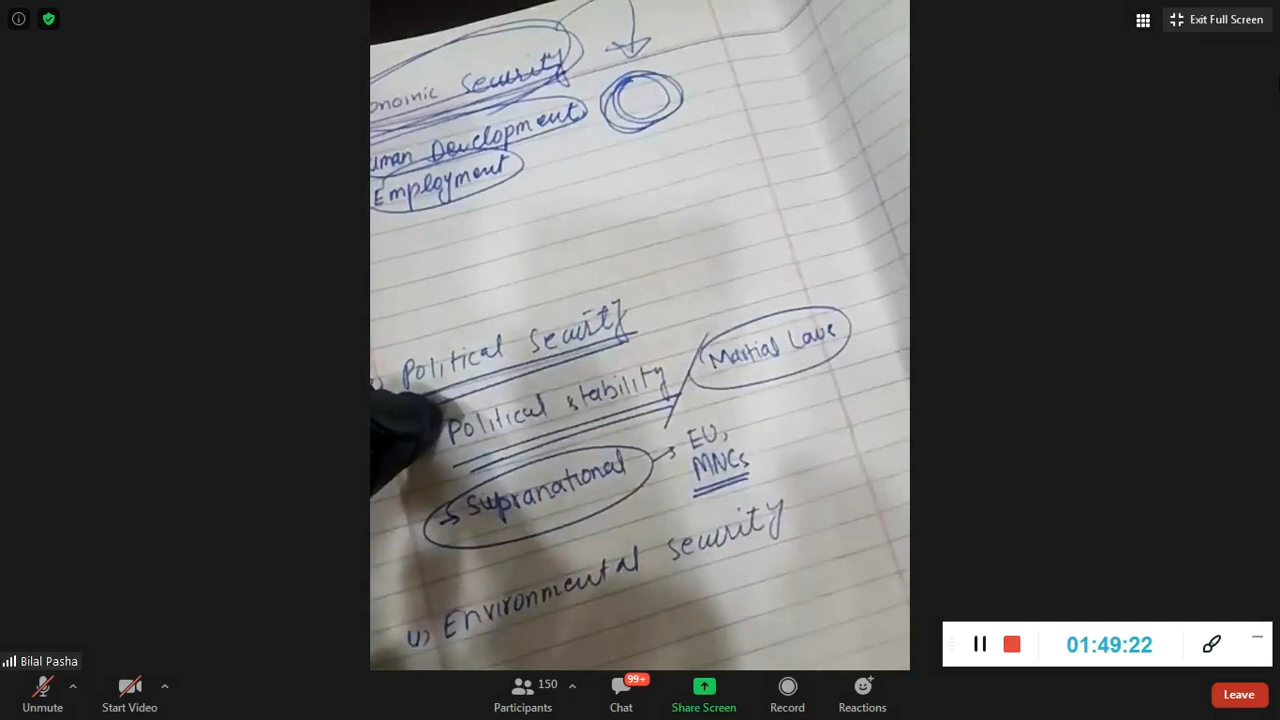 Exit Full Screen
onomic Security
uman Development
Employment
Political Security
Martial Law
Political stability
EU,
MNCs
→ Supranational
v) Environmental security
01:49:22
Bilal Pasha
Unmute
Start Video
150
Participants
99+
Chat
Share Screen
Record
Reactions
Leave